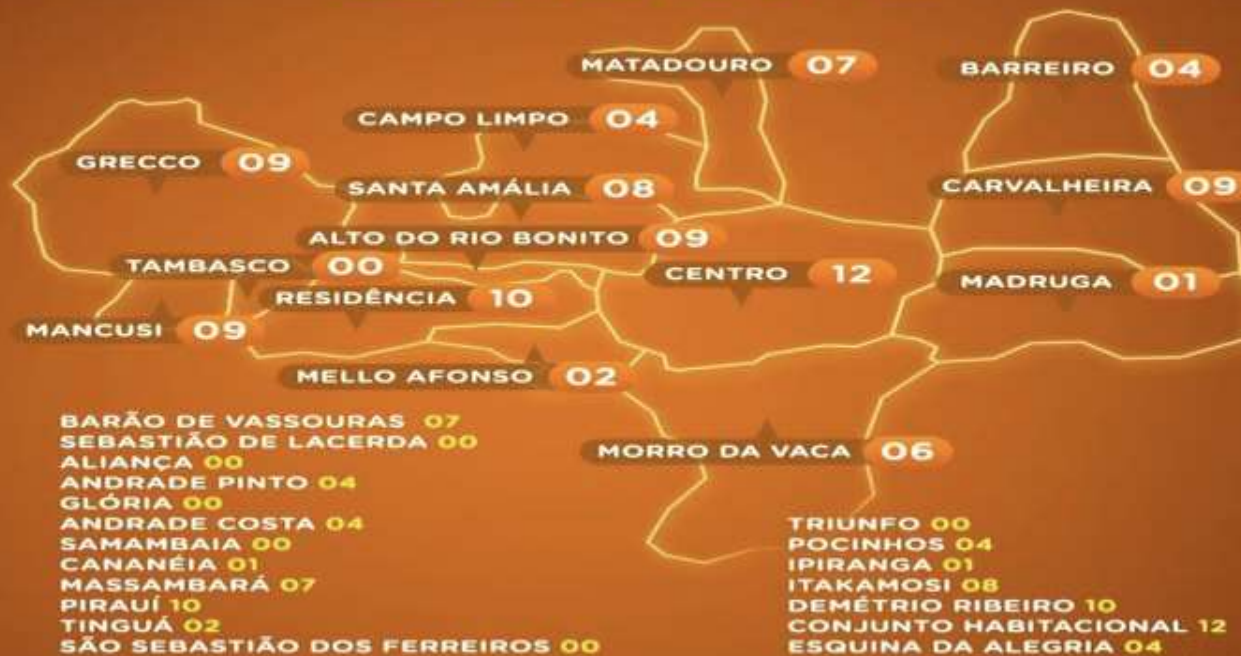 MATADOURO 07
BARREIRO 04
CAMPO LIMPO 04
GRECCO 09
SANTA AMÁLIA 08
CARVALHEIRA 09
ALTO DO RIO BONITO 09
TAMBASCO 00
CENTRO 12
MADRUGA 01
RESIDÊNCIA 10
MANCUSI 09
MELLO AFONSO 02
MORRO DA VACA 06
BARÃO DE VASSOURAS 07
SEBASTIÃO DE LACERDA 00
ALIANÇA 00
ANDRADE PINTO 04
GLÓRIA 00
ANDRADE COSTA 04
SAMAMBAIA 00
CANANÉIA 01
MASSAMBARÁ 07
PIRAUÍ 10
TINGUÁ 02
SÃO SEBASTIÃO DOS FERREIROS 00
TRIUNFO 00
POCINHOS 04
IPIRANGA 01
ITAKAMOSI 08
DEMÉTRIO RIBEIRO 10
CONJUNTO HABITACIONAL 12
ESQUINA DA ALEGRIA 04